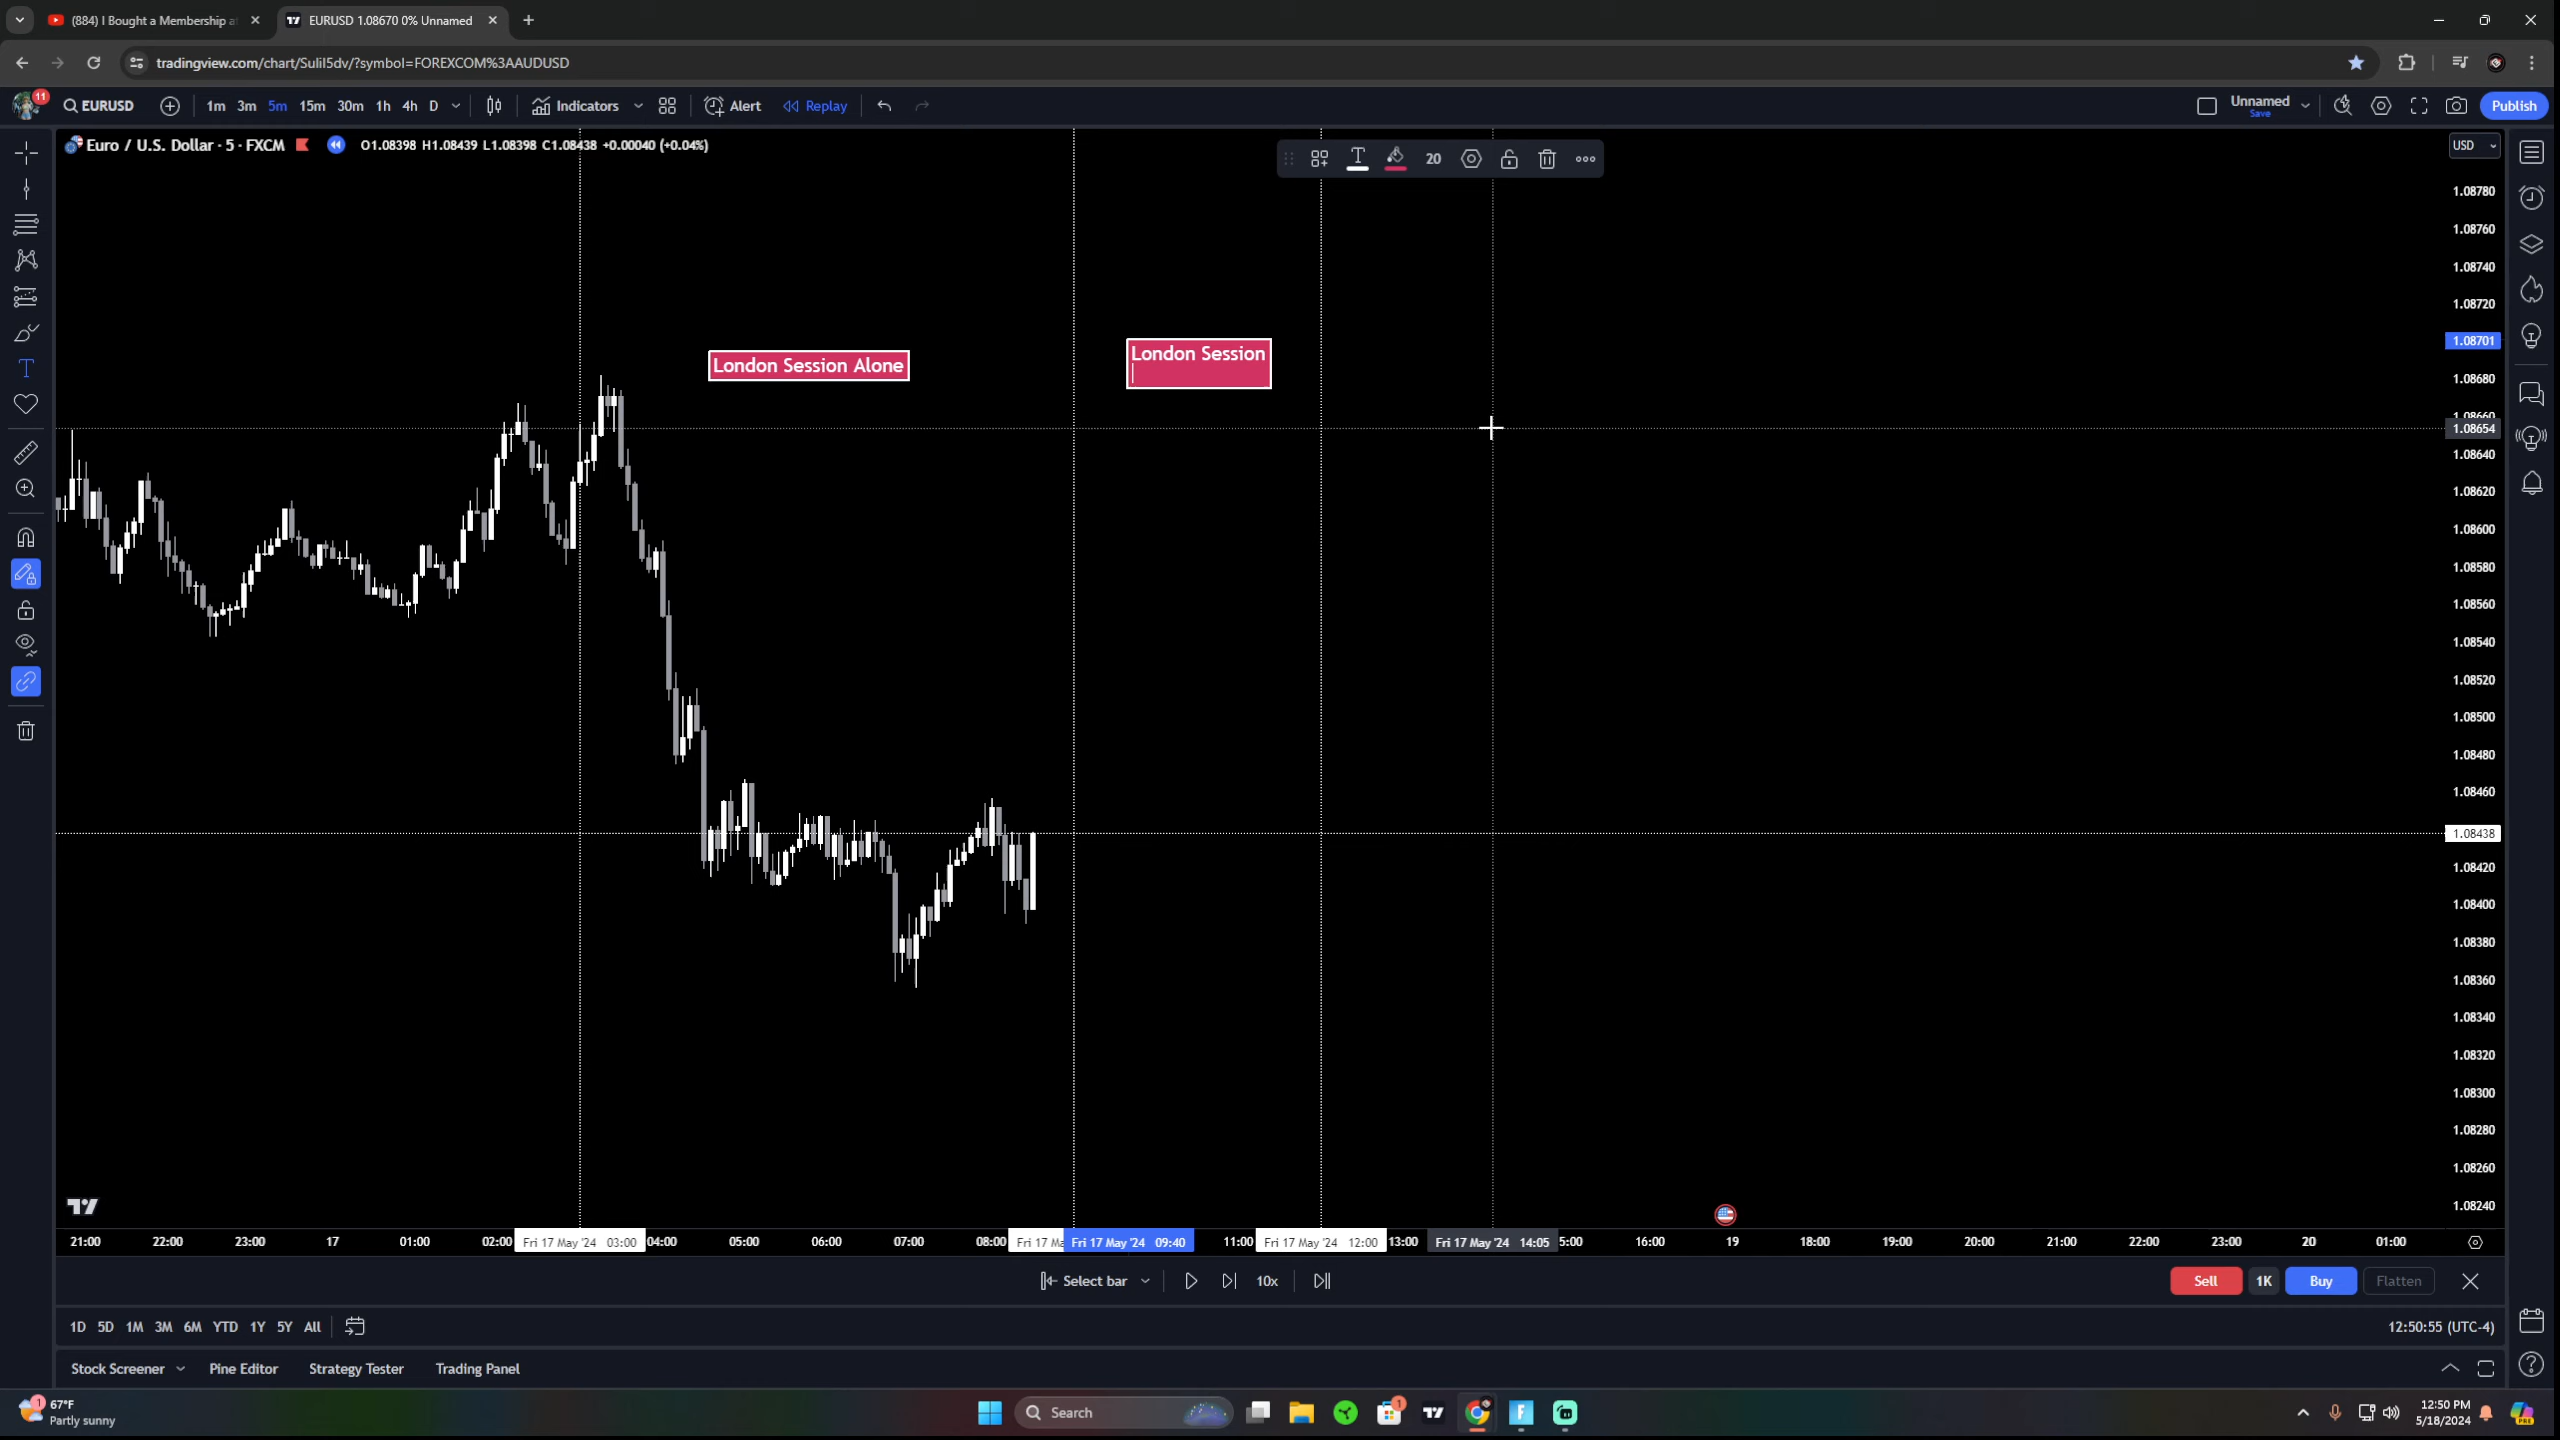 (884) I Bought a Membership a
EURUSD 1.08670 0% Unnamed
tradingview.com/chart/Sulil5dv/?symbol=FOREXCOM%3AAUDUSD
11
EURUSD
1m 3m 5m 15m 30m 1h 4h D
Indicators
Alert
Replay
Unnamed
Save
Publish
Euro / U.S. Dollar · 5 · FXCM
O1.08398 H1.08439 L1.08398 C1.08438 +0.00040 (+0.04%)
20
USD
1.08780
1.08760
1.08740
1.08720
1.08701
1.08680
1.08660
1.08654
1.08640
1.08620
1.08600
1.08580
1.08560
1.08540
1.08520
1.08500
1.08480
1.08460
1.08438
1.08420
1.08400
1.08380
1.08360
1.08340
1.08320
1.08300
1.08280
1.08260
1.08240
London Session Alone
London Session
21:00 22:00 23:00 17 01:00 02:00 Fri 17 May '24 03:00 04:00 05:00 06:00 07:00 08:00 Fri 17 Ma Fri 17 May '24 09:40 11:00 Fri 17 May '24 12:00 13:00 Fri 17 May '24 14:05 5:00 16:00 19 18:00 19:00 20:00 21:00 22:00 23:00 20 01:00
Select bar
10x
Sell 1K Buy Flatten
1D 5D 1M 3M 6M YTD 1Y 5Y All
12:50:55 (UTC-4)
Stock Screener
Pine Editor
Strategy Tester
Trading Panel
1
67°F
Partly sunny
Search
1
12:50 PM
5/18/2024
PRE